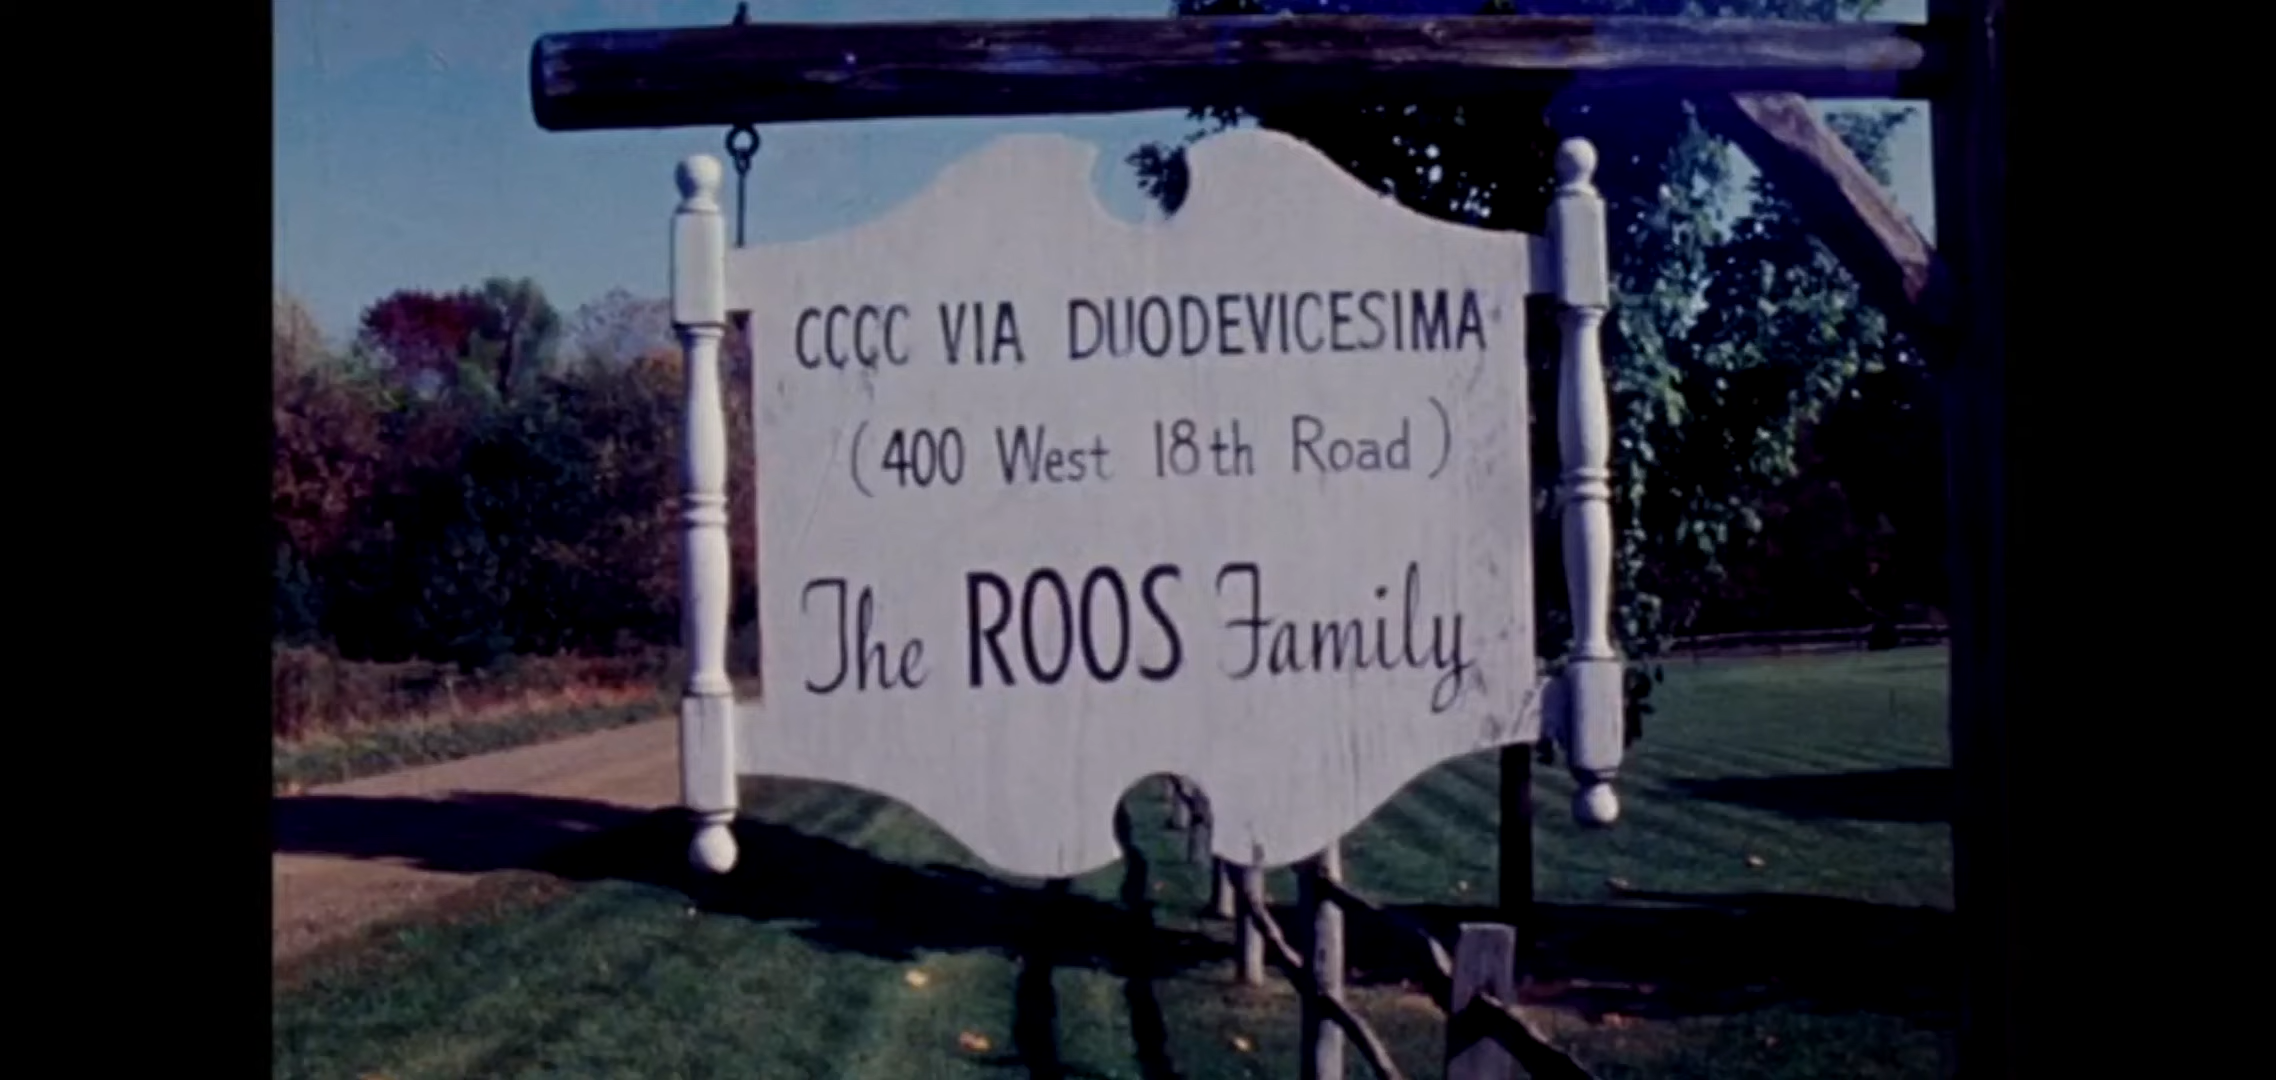 CCCC VIA DUODEVICESIMA
(400 West 18th Road)
The ROOS Family